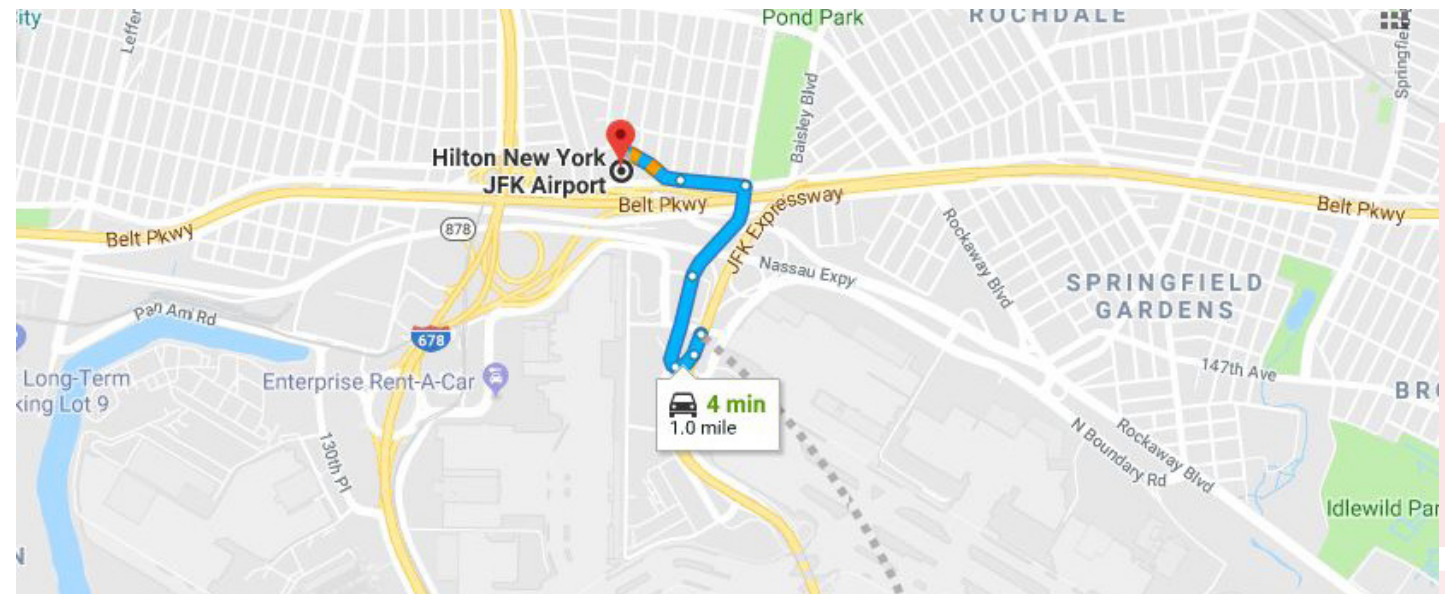 ity
Leffer
Pond Park
ROCHDALE
Springfie
Baisley Blvd
Hilton New York
JFK Airport
Belt Pkwy
JFK Expressway
Belt Pkwy
Belt Pkwy
878
Rockaway Blvd
Nassau Expy
SPRINGFIELD
GARDENS
Pan Am Rd
678
147th Ave
Long-Term
king Lot 9
Enterprise Rent-A-Car
4 min
1.0 mile
BRO
130th Pl
N Boundary Rd
Rockaway Blvd
Idlewild Par
N